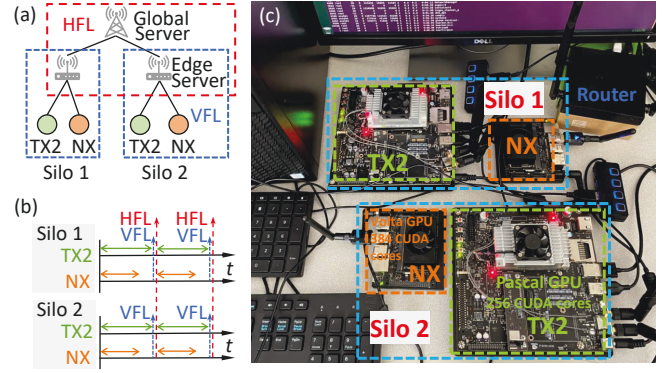 (a)
HFL
Global
Server
Edge
Server
VFL
TX2
NX
TX2
NX
Silo 1
Silo 2
(b)
HFL
HFL
Silo 1
VFL
VFL
TX2
t
NX
Silo 2
VFL
VFL
TX2
t
NX
(c)
DELL
Silo 1
Router
TX2
NX
Volta GPU
384 CUDA
cores
NX
Pascal GPU
256 CUDA cores
TX2
Silo 2